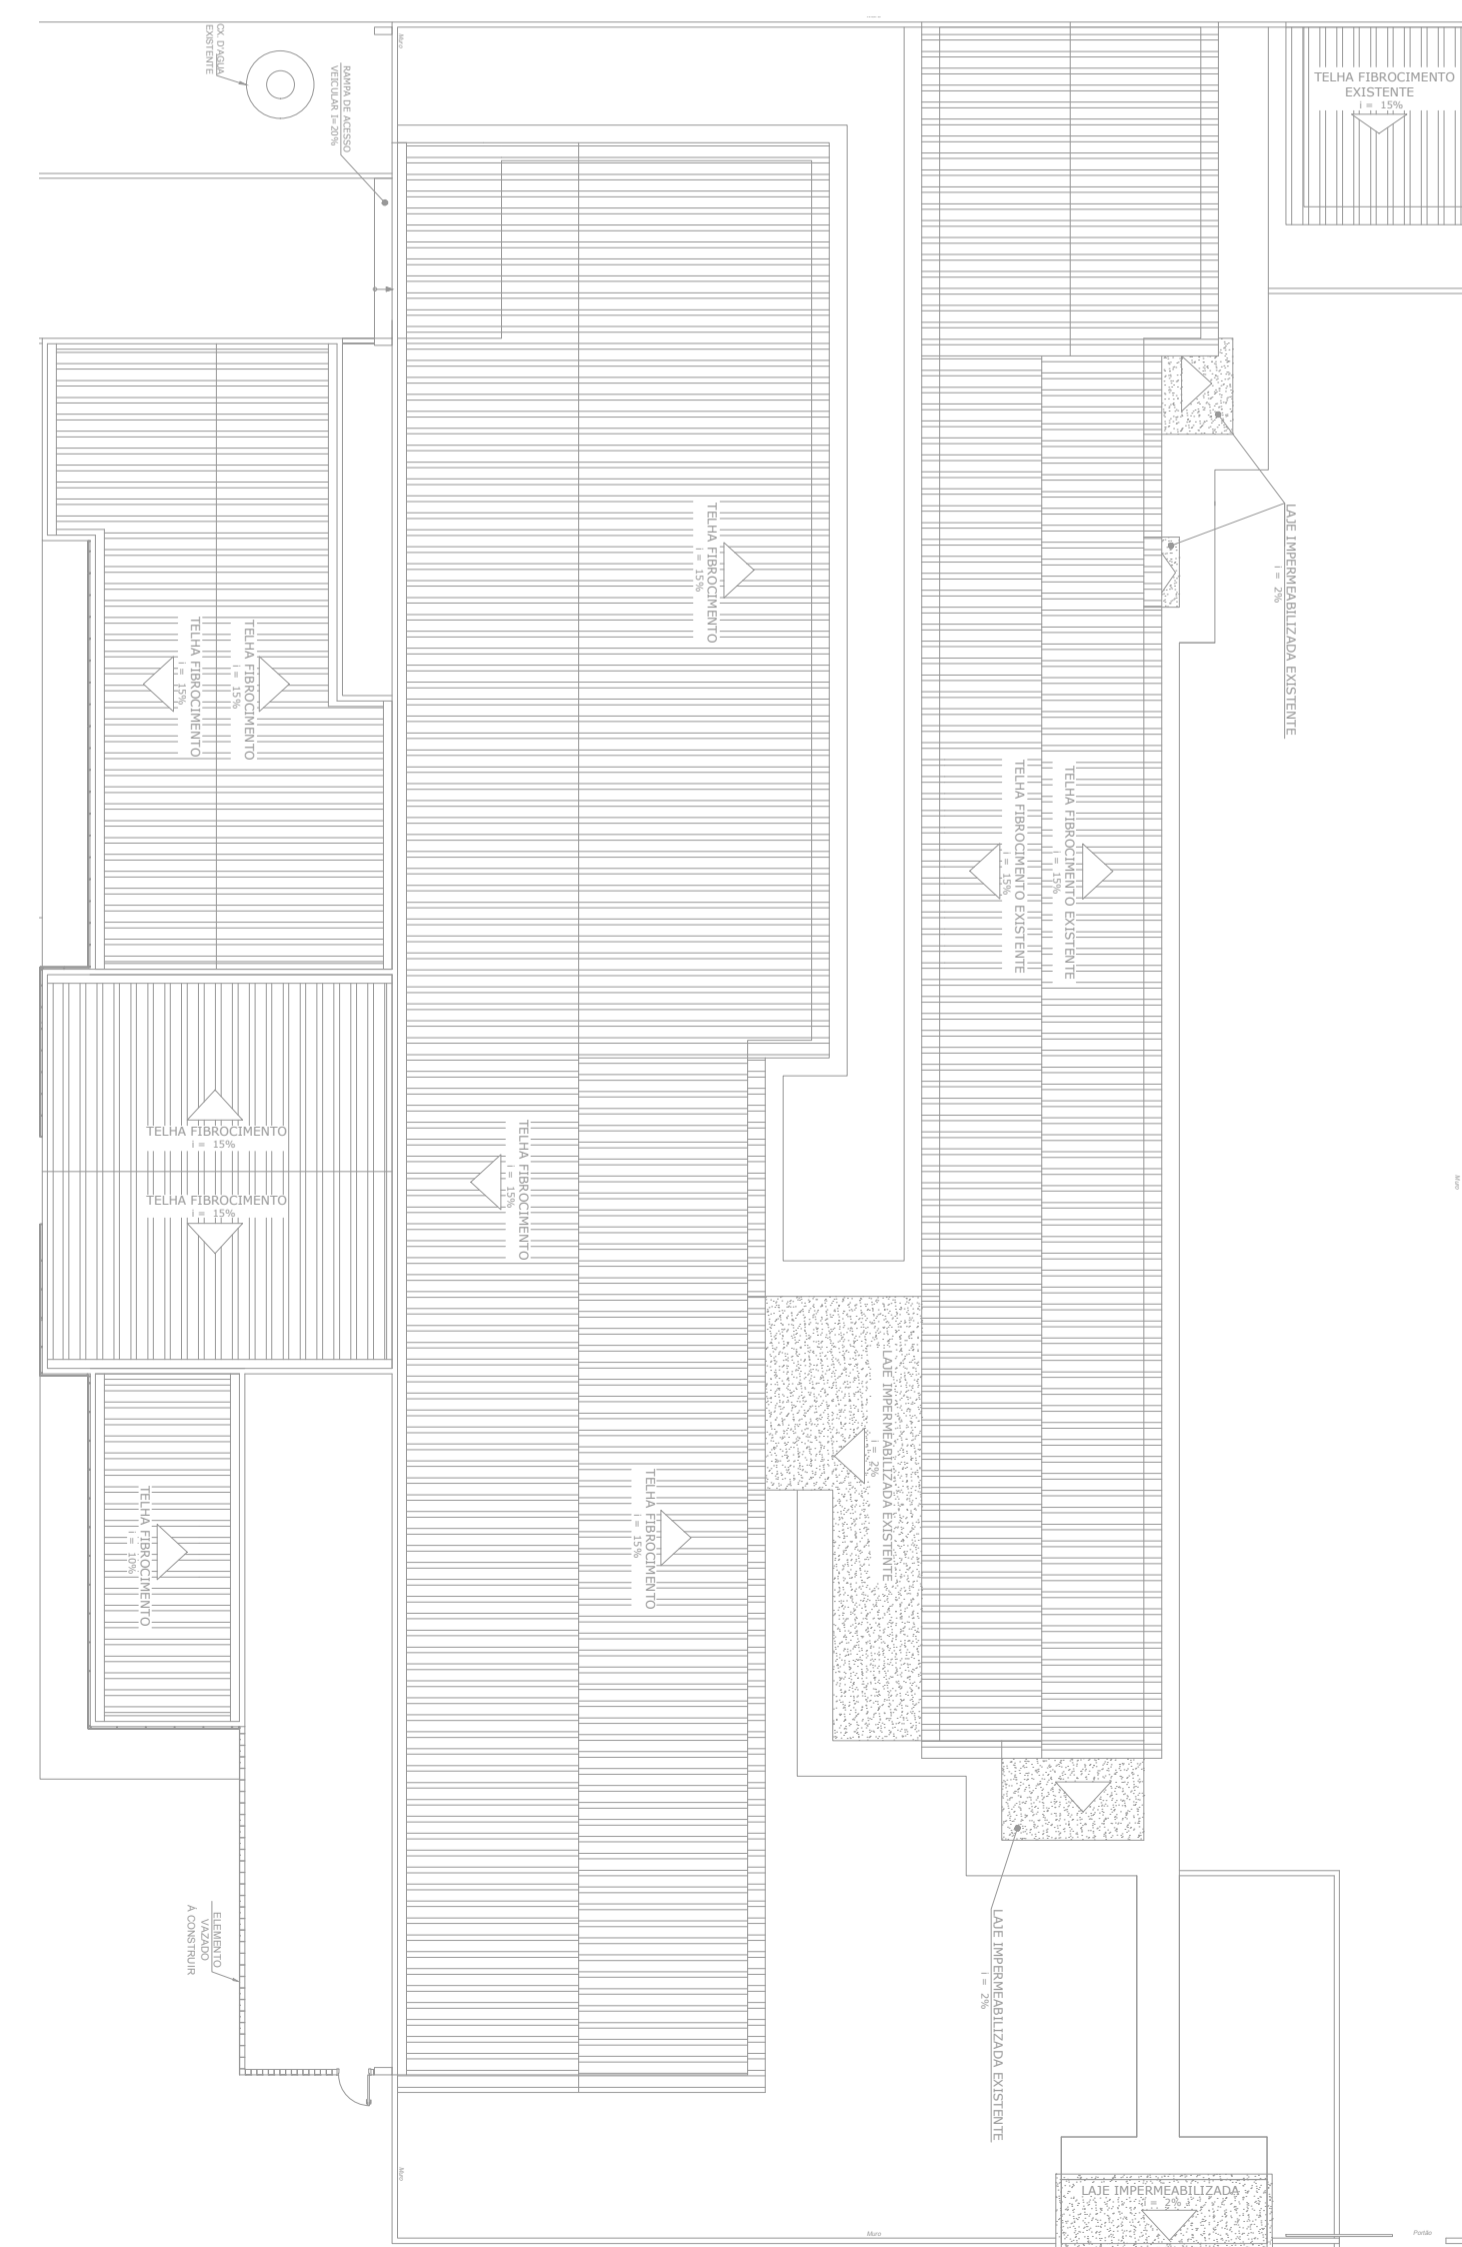 CX. D'AGUA
EXISTENTE
RAMPA DE ACESSO
VEICULAR I=20%
Muro
TELHA FIBROCIMENTO
EXISTENTE
i = 15%
TELHA FIBROCIMENTO
i = 15%
LAJE IMPERMEABILIZADA EXISTENTE
i = 2%
TELHA FIBROCIMENTO
i = 15%
TELHA FIBROCIMENTO
i = 15%
TELHA FIBROCIMENTO EXISTENTE
i = 15%
TELHA FIBROCIMENTO EXISTENTE
i = 15%
TELHA FIBROCIMENTO
i = 15%
TELHA FIBROCIMENTO
i = 15%
TELHA FIBROCIMENTO
i = 15%
Muro
LAJE IMPERMEABILIZADA EXISTENTE
i = 2%
TELHA FIBROCIMENTO
i = 10%
TELHA FIBROCIMENTO
i = 15%
ELEMENTO
VAZADO
À CONSTRUIR
LAJE IMPERMEABILIZADA EXISTENTE
i = 2%
Muro
LAJE IMPERMEABILIZADA
i = 2%
Muro
Portão